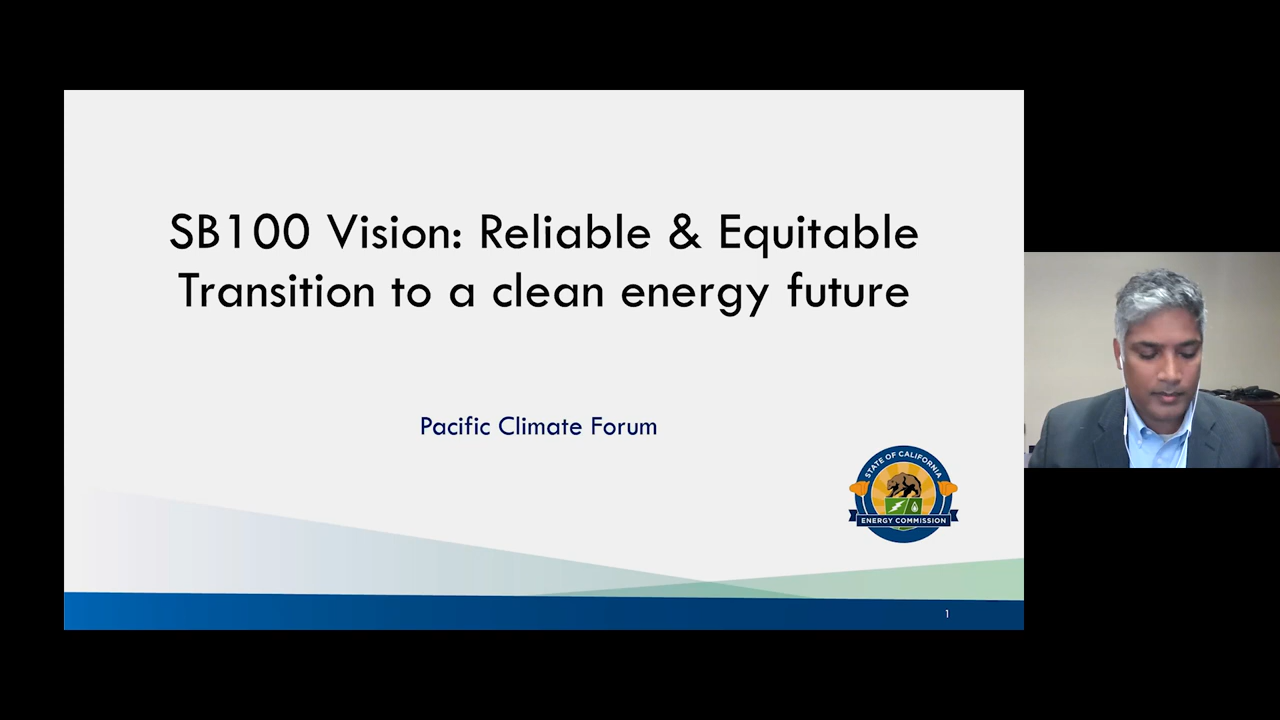 SB100 Vision: Reliable & Equitable
Transition to a clean energy future
Pacific Climate Forum
STATE OF CALIFORNIA
ENERGY COMMISSION
1